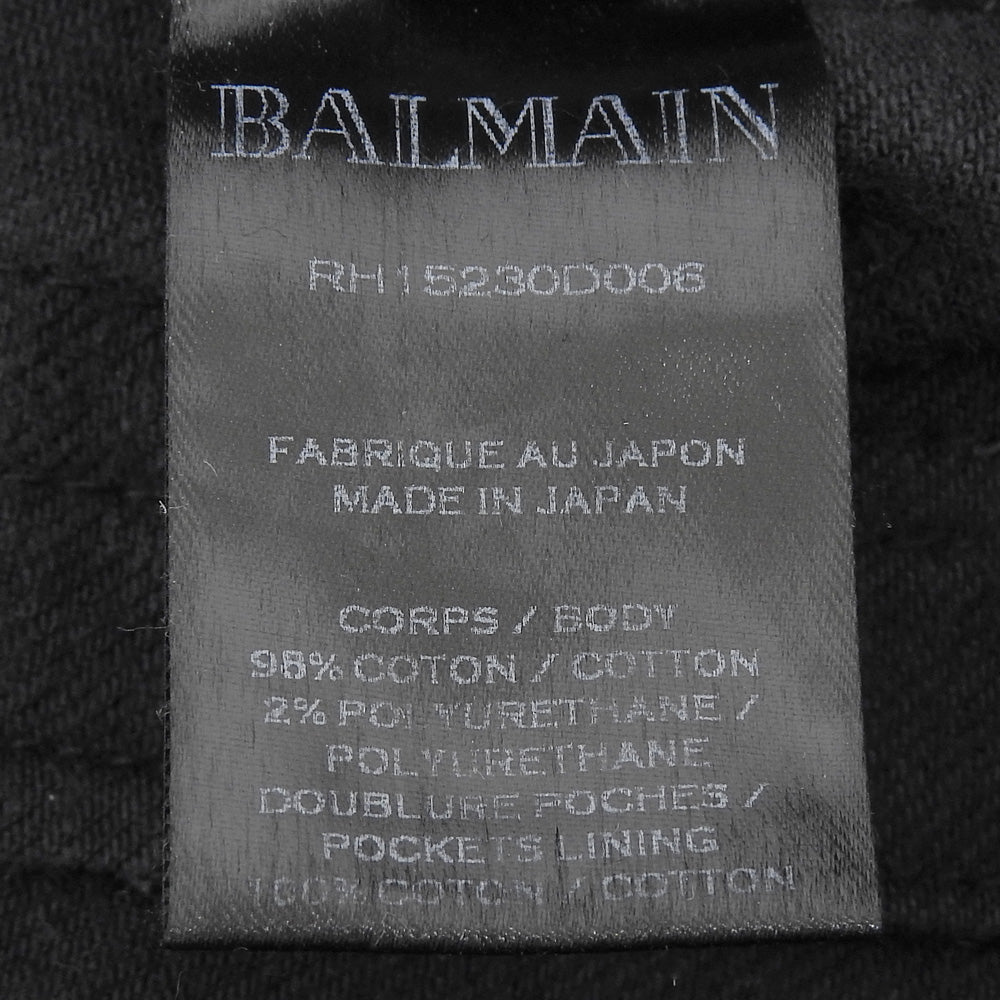 BALMAIN
RH15230D006
FABRIQUE AU JAPON
MADE IN JAPAN
CORPS / BODY
98% COTON / COTTON
2% POLYURETHANE /
POLYURETHANE
DOUBLURE POCHES /
POCKETS LINING
100% COTON / COTTON